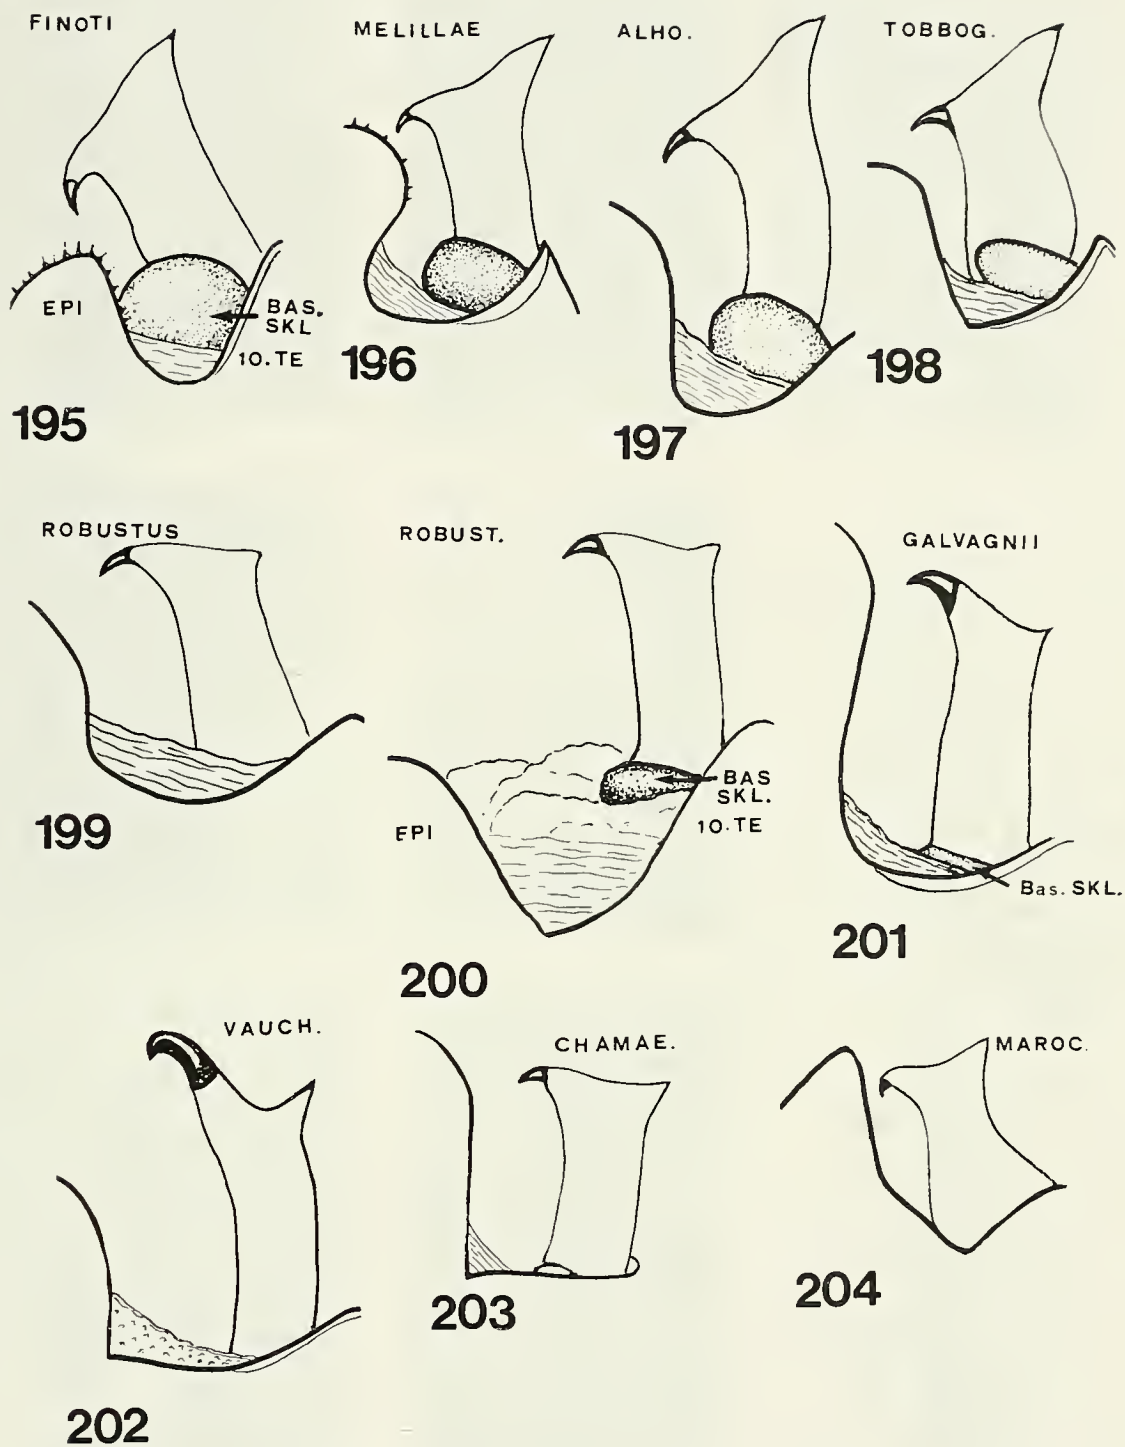 FINOTI
MELILLAE
ALHO.
TOBBOG.
EPI
BAS.
SKL
10.TE
195
196
197
198
ROBUSTUS
ROBUST.
GALVAGNII
EPI
BAS
SKL.
10.TE
Bas. SKL.
199
200
201
VAUCH.
CHAMAE.
MAROC.
202
203
204